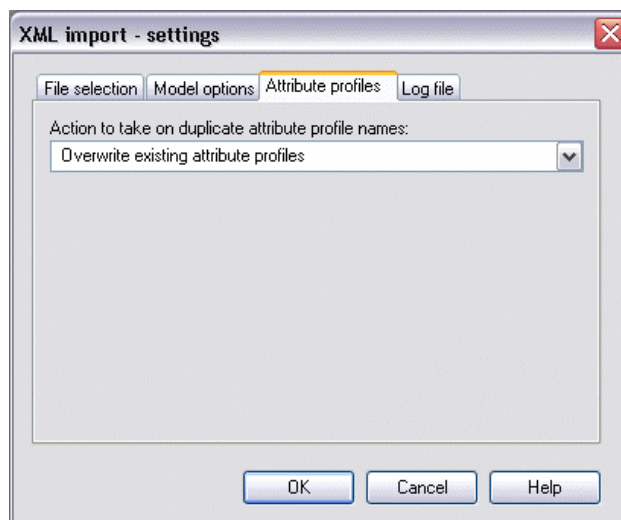 XML import - settings
File selection Model options Attribute profiles Log file
Action to take on duplicate attribute profile names:
Overwrite existing attribute profiles
OK Cancel Help